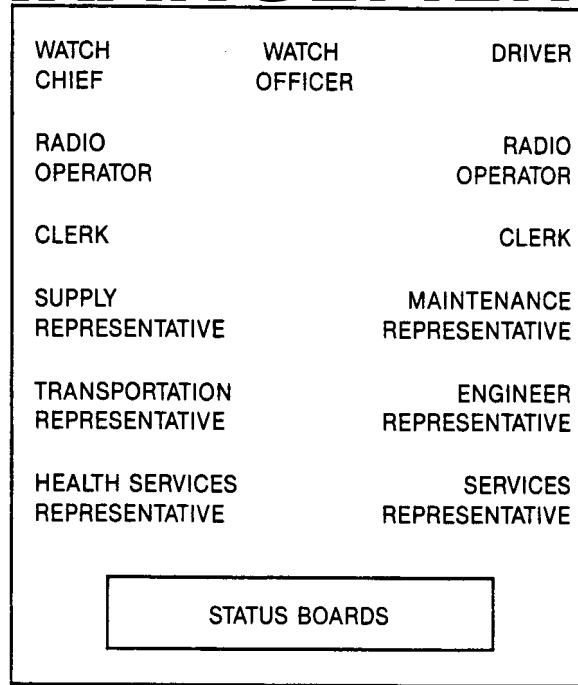 WATCH WATCH DRIVER
CHIEF OFFICER
RADIO RADIO
OPERATOR OPERATOR
CLERK CLERK
SUPPLY MAINTENANCE
REPRESENTATIVE REPRESENTATIVE
TRANSPORTATION ENGINEER
REPRESENTATIVE REPRESENTATIVE
HEALTH SERVICES SERVICES
REPRESENTATIVE REPRESENTATIVE
STATUS BOARDS